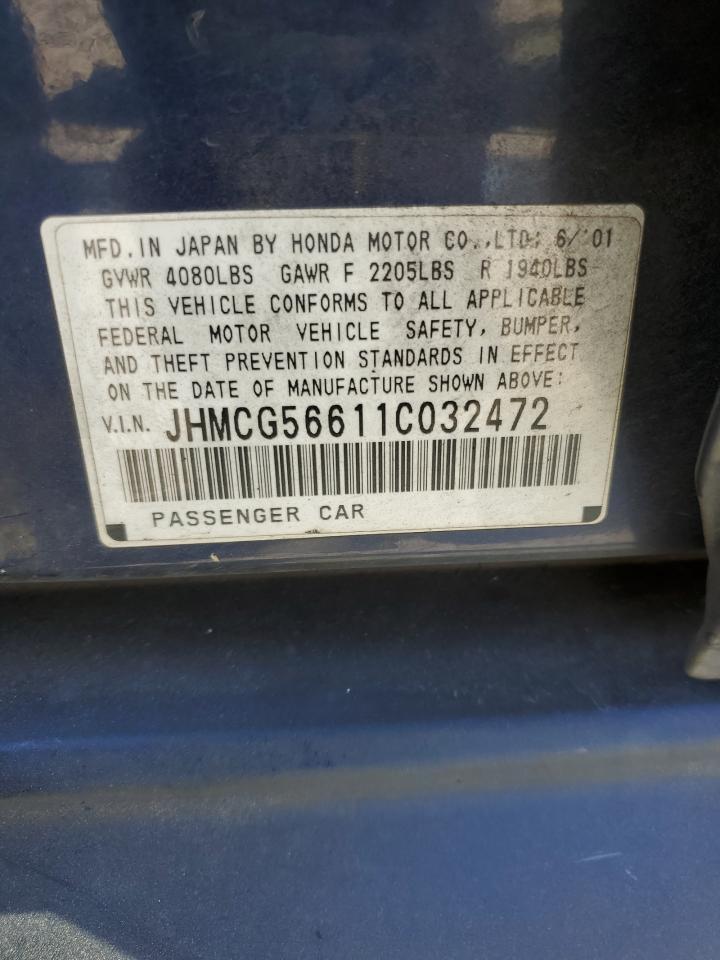 MFD. IN JAPAN BY HONDA MOTOR CO., LTD. 6/'01
GVWR 4080LBS GAWR F 2205LBS R 1940LBS
THIS VEHICLE CONFORMS TO ALL APPLICABLE
FEDERAL MOTOR VEHICLE SAFETY, BUMPER,
AND THEFT PREVENTION STANDARDS IN EFFECT
ON THE DATE OF MANUFACTURE SHOWN ABOVE:
V.I.N. JHMCG56611C032472
PASSENGER CAR